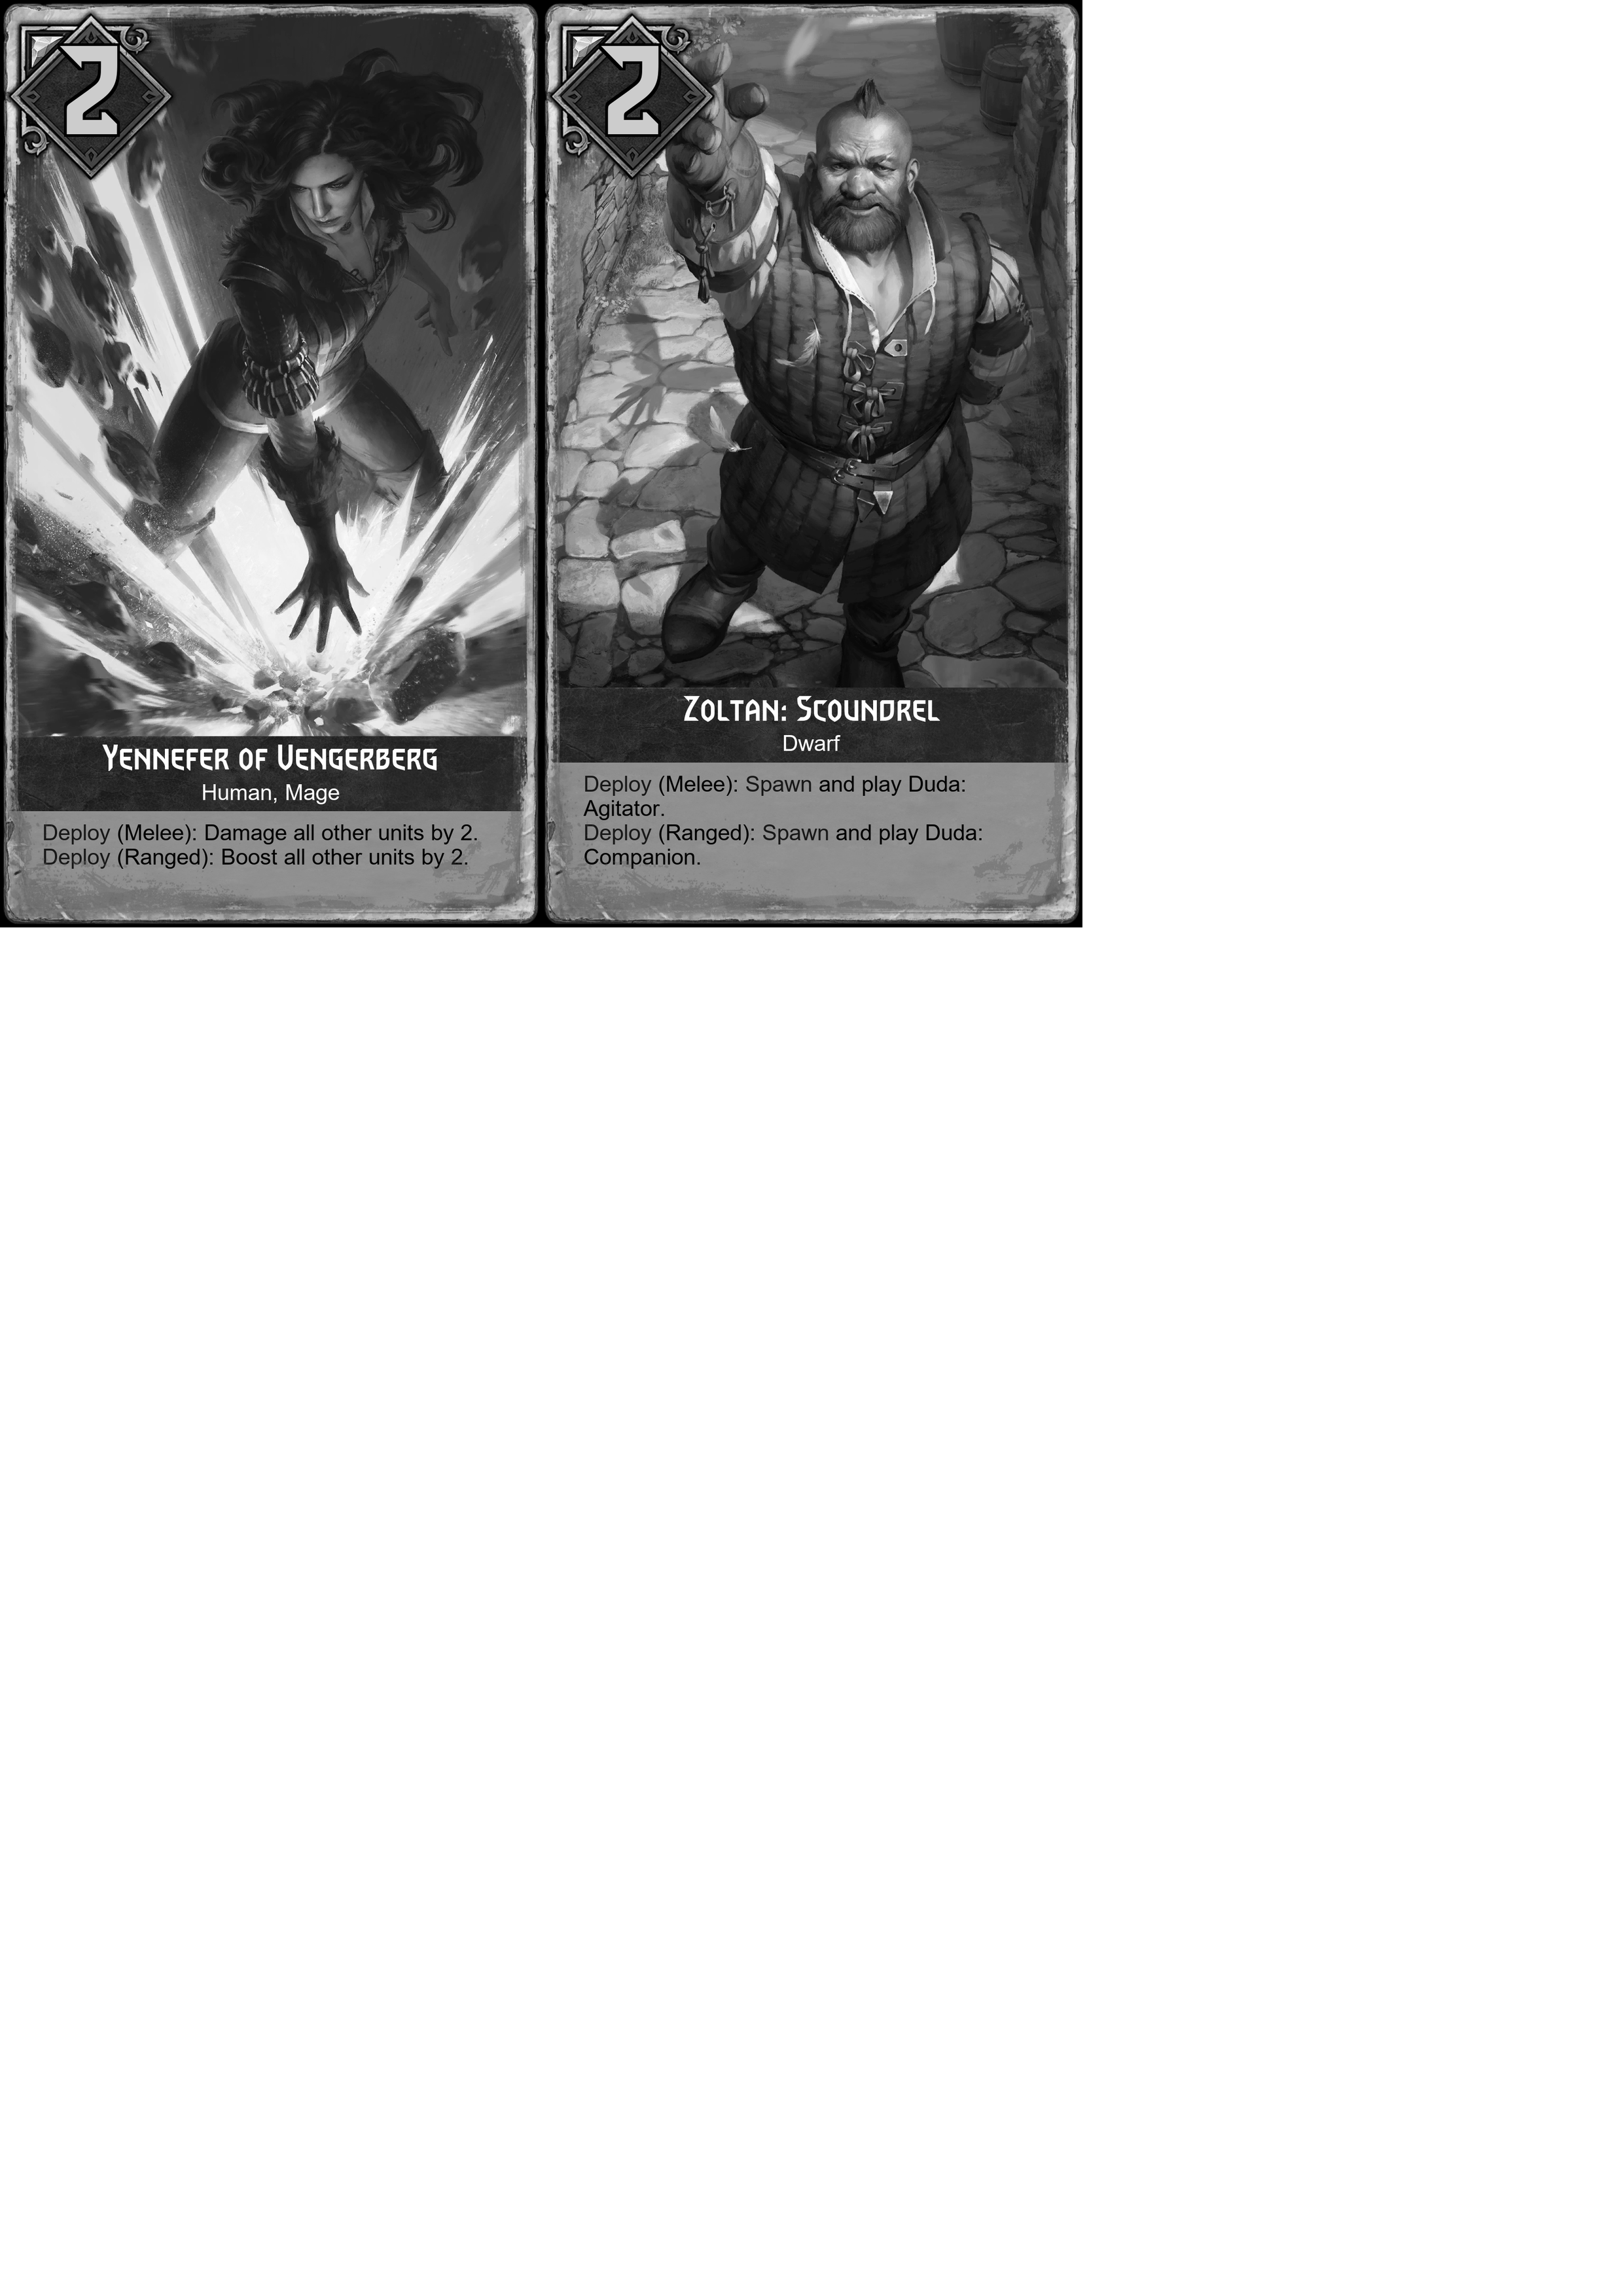 2
Yennefer of Vengerberg
Human, Mage
Deploy (Melee): Damage all other units by 2.
Deploy (Ranged): Boost all other units by 2.
2
Zoltan: Scoundrel
Dwarf
Deploy (Melee): Spawn and play Duda:
Agitator.
Deploy (Ranged): Spawn and play Duda:
Companion.